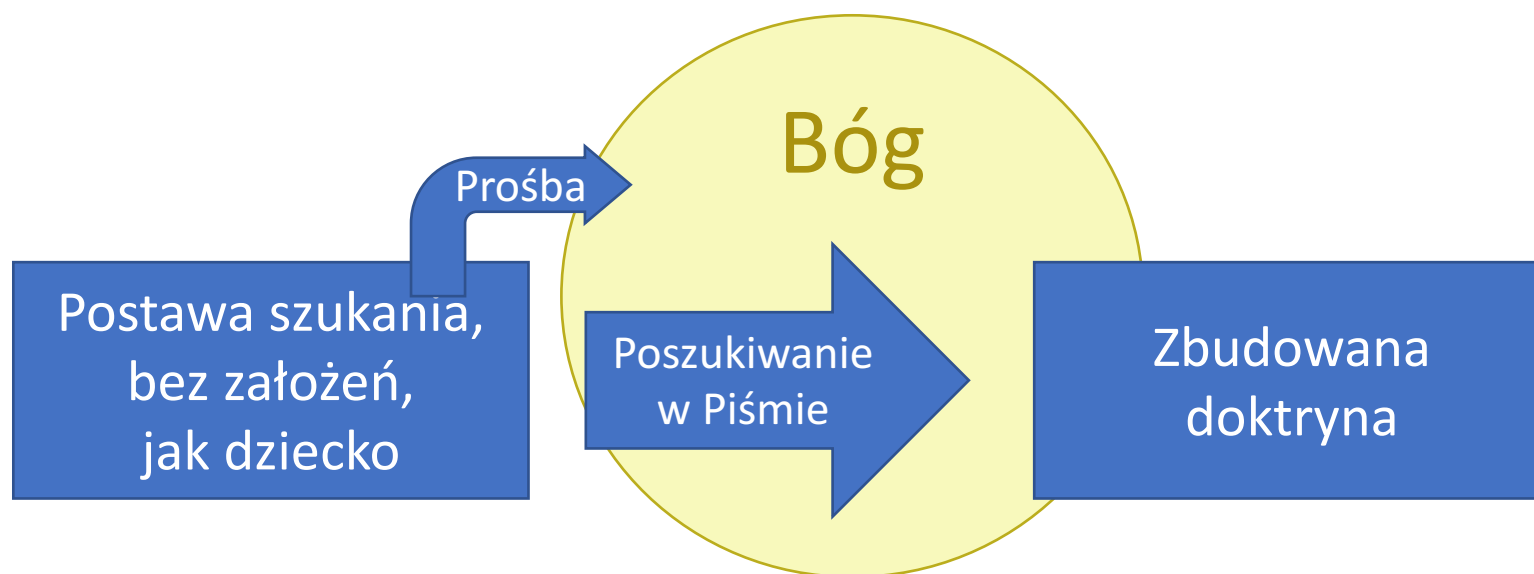 Bóg
Prośba
Postawa szukania,
bez założeń,
jak dziecko
Poszukiwanie
w Piśmie
Zbudowana
doktryna